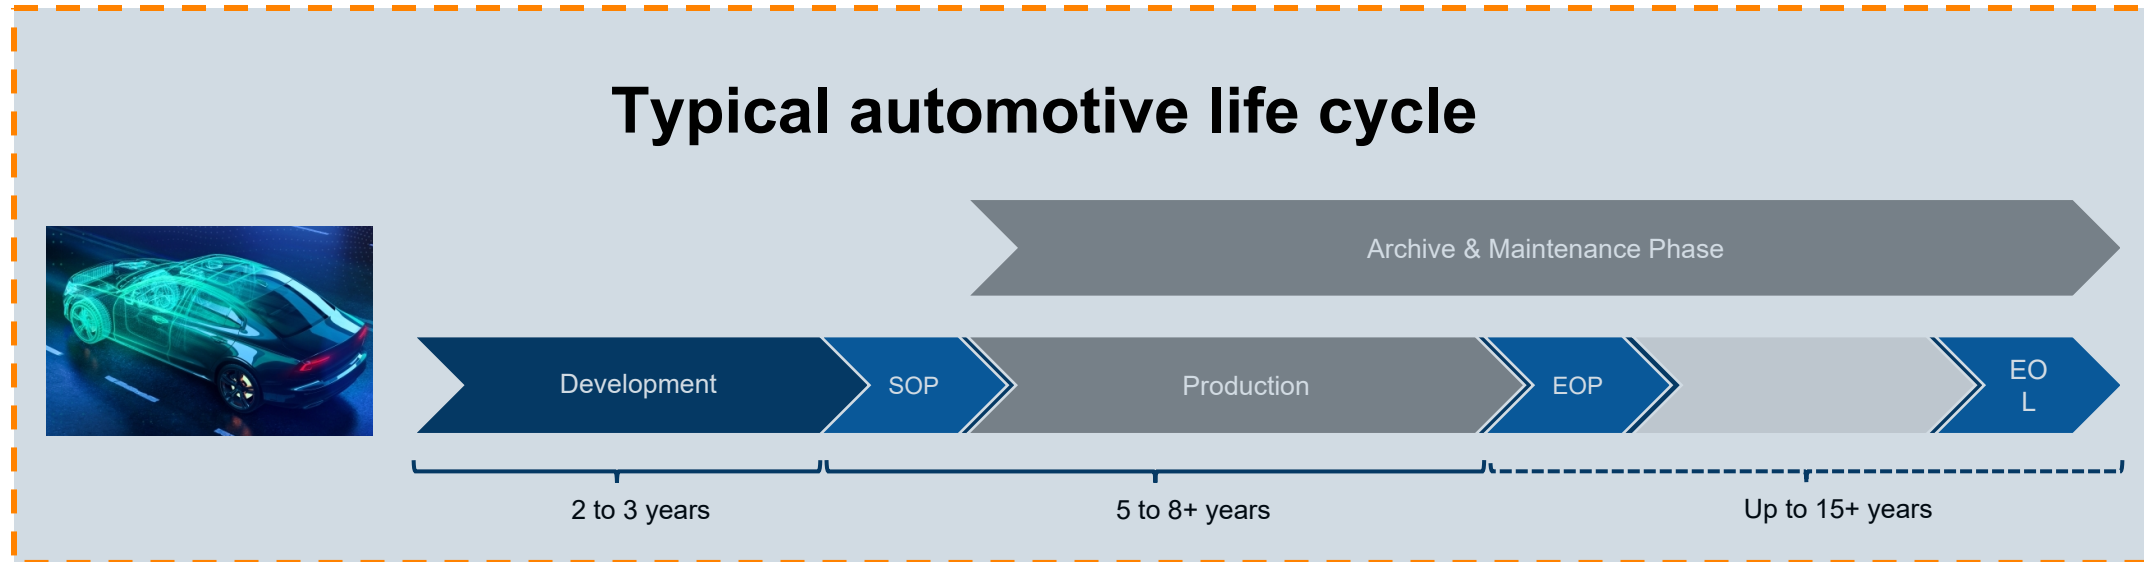 Typical automotive life cycle
Archive & Maintenance Phase
Development
SOP
Production
EOP
EO
L
2 to 3 years
5 to 8+ years
Up to 15+ years